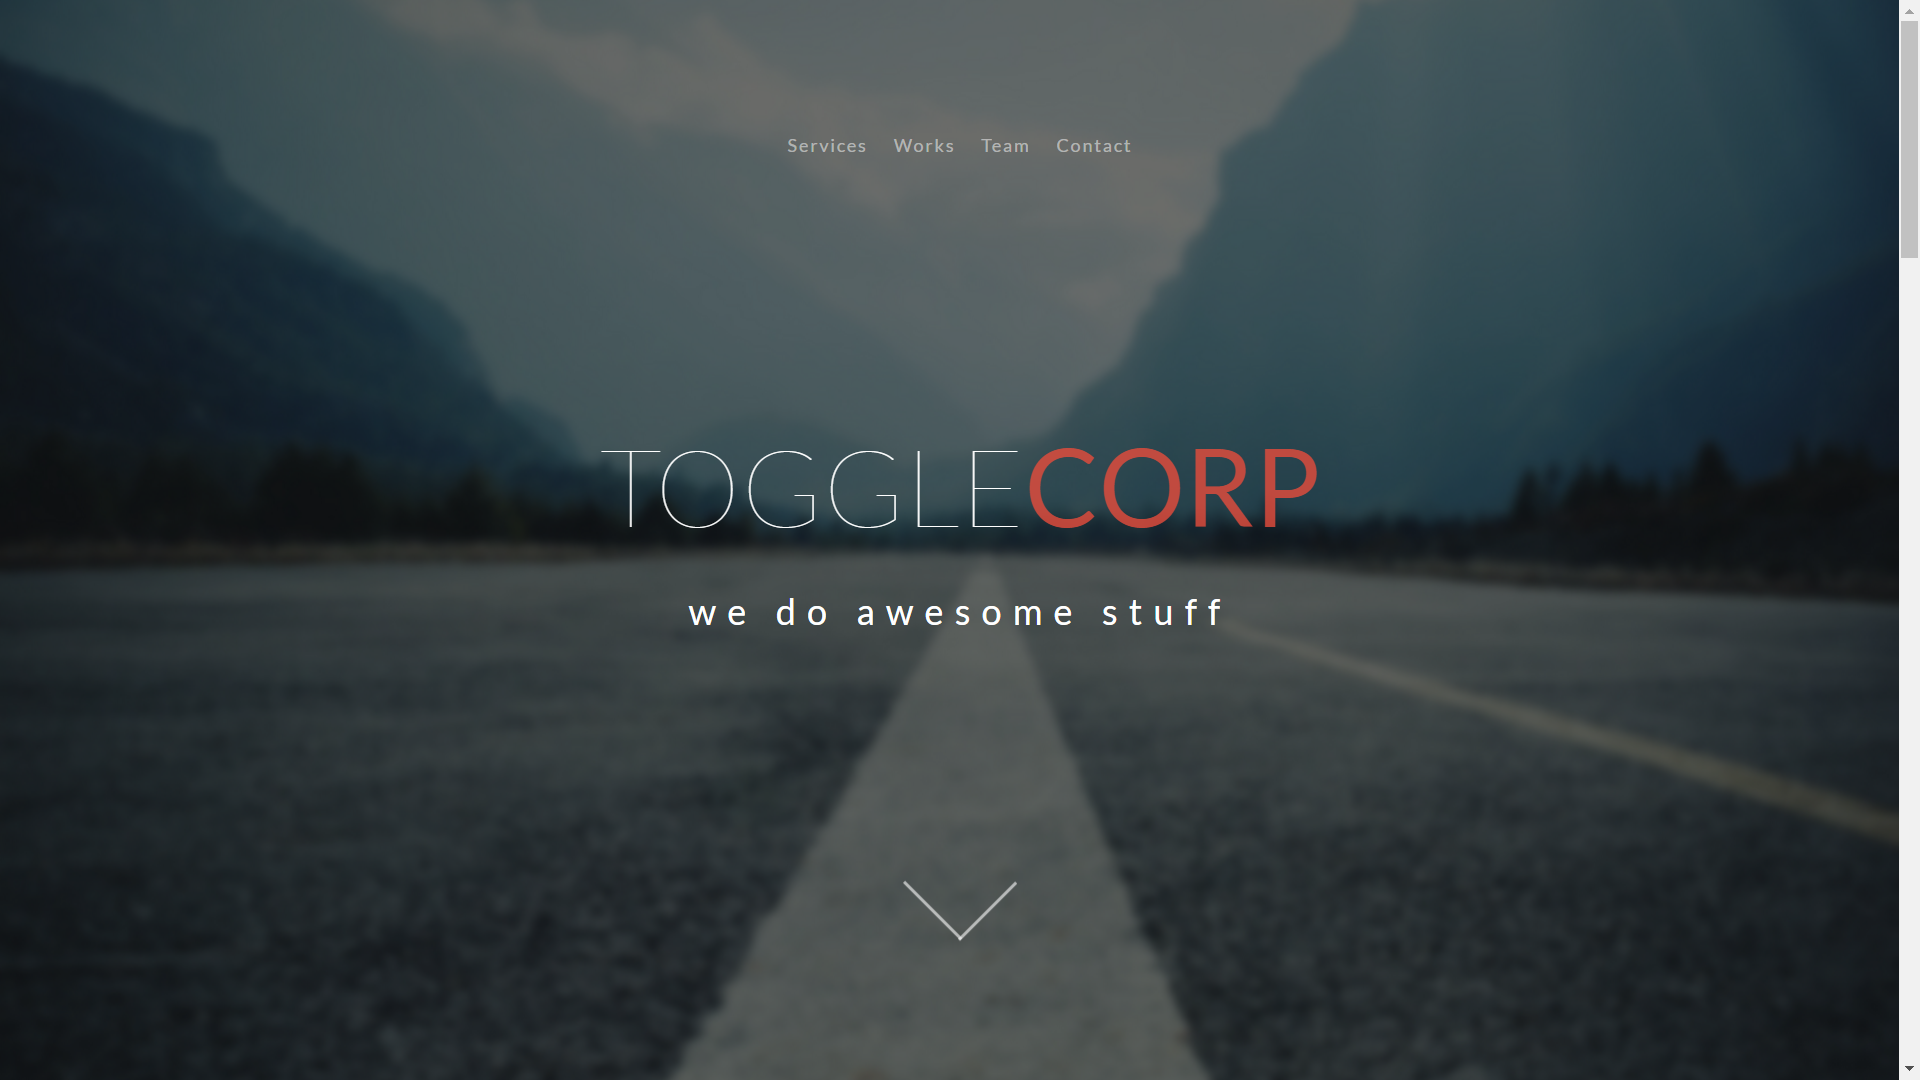 Services Works Team Contact
TOGGLECORP
we do awesome stuff